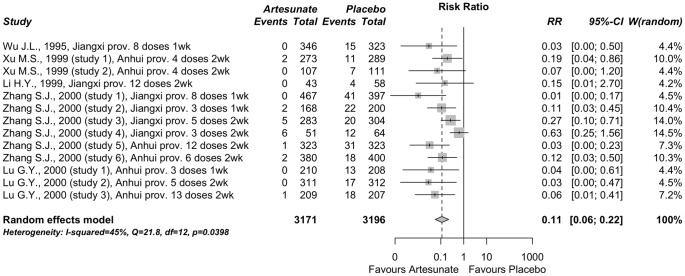 Artesunate Placebo Risk Ratio
Events Total Events Total RR 95%-CI W(random)
Wu J.L., 1995, Jiangxi prov. 8 doses 1wk 0 346 15 323 0.03 [0.00; 0.50] 4.4%
Xu M.S., 1999 (study 1), Anhui prov. 4 doses 2wk 2 273 11 289 0.19 [0.04; 0.86] 10.0%
Xu M.S., 1999 (study 2), Anhui prov. 4 doses 2wk 0 107 7 111 0.07 [0.00; 1.20] 4.4%
Li H.Y., 1999, Jiangxi prov. 12 doses 2wk 0 43 4 58 0.15 [0.01; 2.70] 4.2%
Zhang S.J., 2000 (study 1), Jiangxi prov. 8 doses 1wk 0 467 41 397 0.01 [0.00; 0.17] 4.5%
Zhang S.J., 2000 (study 2), Jiangxi prov. 3 doses 2wk 2 168 22 200 0.11 [0.03; 0.45] 10.4%
Zhang S.J., 2000 (study 3), Jiangxi prov. 5 doses 2wk 5 283 20 304 0.27 [0.10; 0.71] 14.2%
Zhang S.J., 2000 (study 4), Jiangxi prov. 3 doses 2wk 6 51 12 64 0.63 [0.25; 1.56] 14.5%
Zhang S.J., 2000 (study 5), Anhui prov. 12 doses 2wk 1 323 31 323 0.03 [0.00; 0.23] 7.3%
Zhang S.J., 2000 (study 6), Anhui prov. 6 doses 2wk 2 380 18 400 0.12 [0.03; 0.50] 10.4%
Lu G.Y., 2000 (study 1), Anhui prov. 3 doses 1wk 0 210 13 208 0.04 [0.00; 0.61] 4.4%
Lu G.Y., 2000 (study 2), Anhui prov. 5 doses 2wk 0 311 17 312 0.03 [0.00; 0.47] 4.4%
Lu G.Y., 2000 (study 3), Anhui prov. 13 doses 2wk 1 209 18 207 0.06 [0.01; 0.41] 7.2%
Random effects model 3171 3196 0.11 [0.06; 0.22] 100%
Heterogeneity: I-squared=45%, Q=21.8, df=12, p=0.0398
0 0.1 1 10 1000
Favours Artesunate Favours Placebo